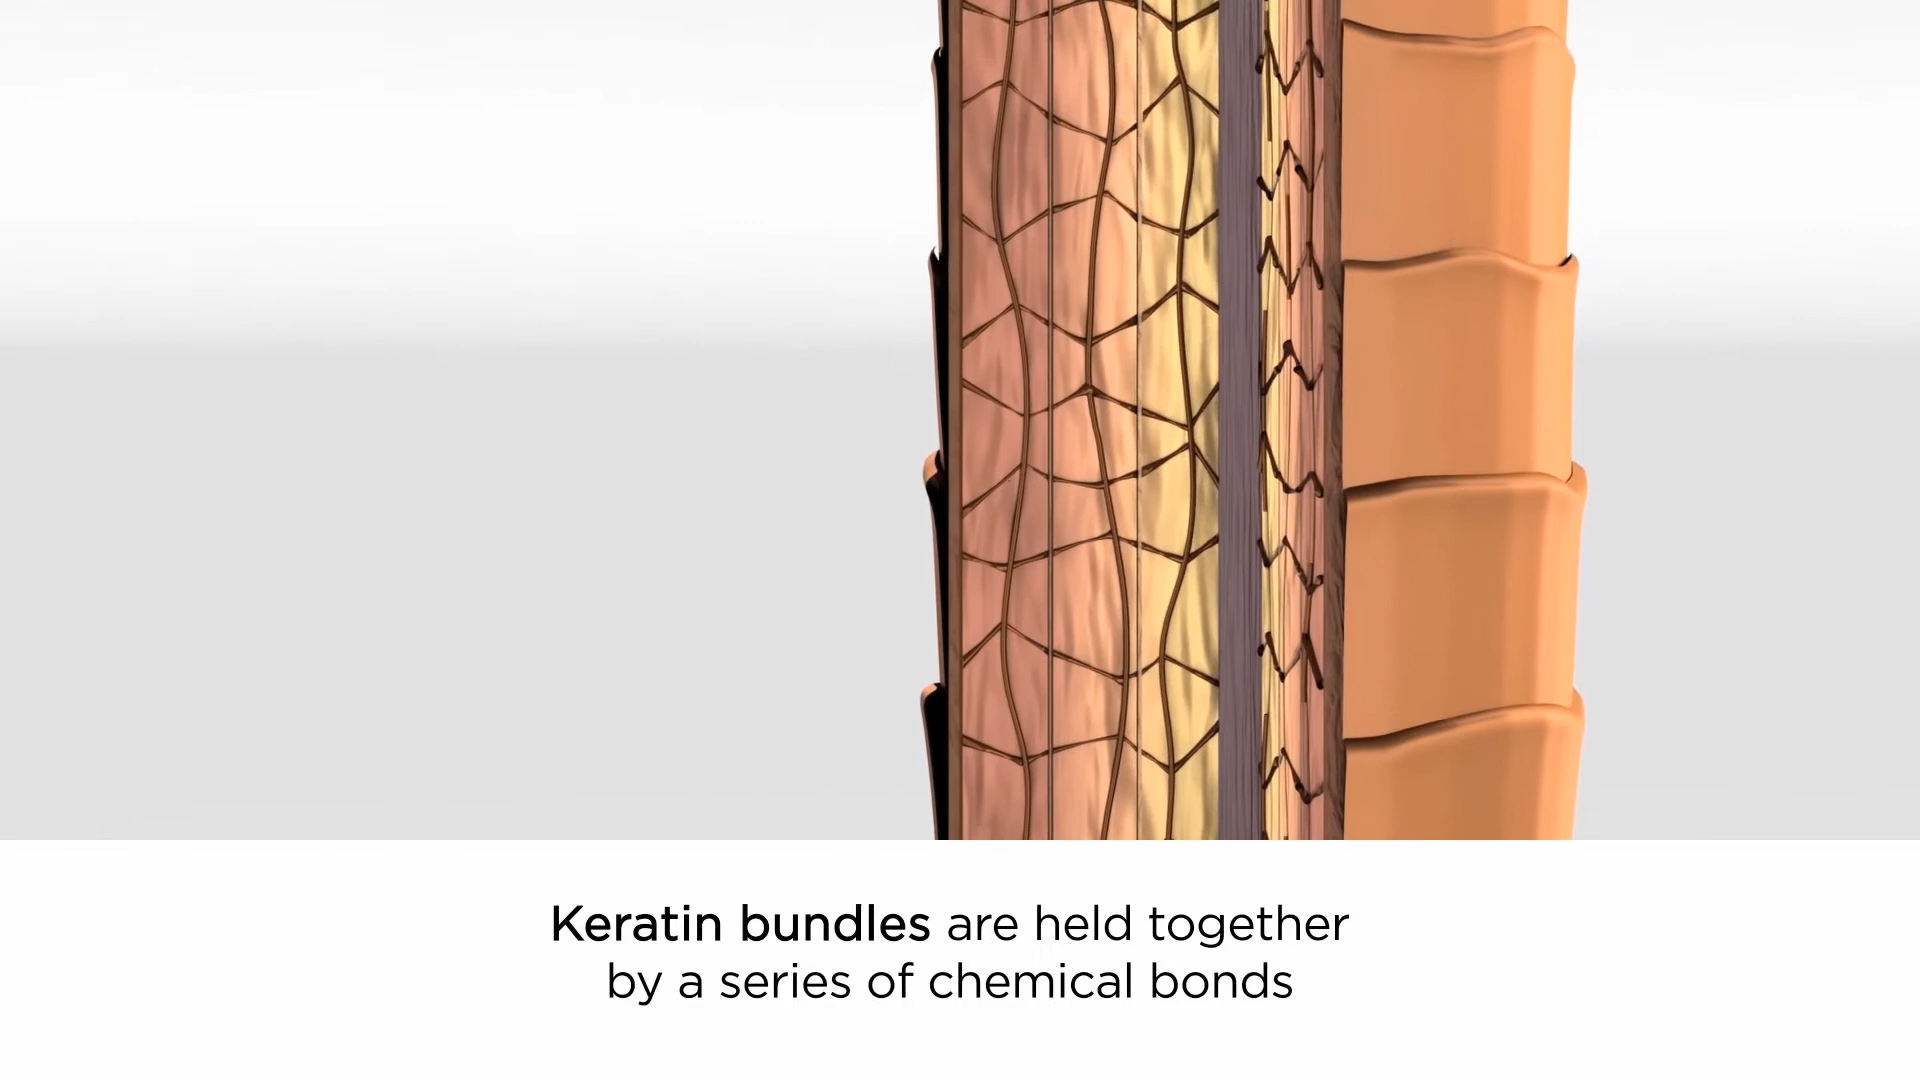 Keratin bundles are held together
by a series of chemical bonds